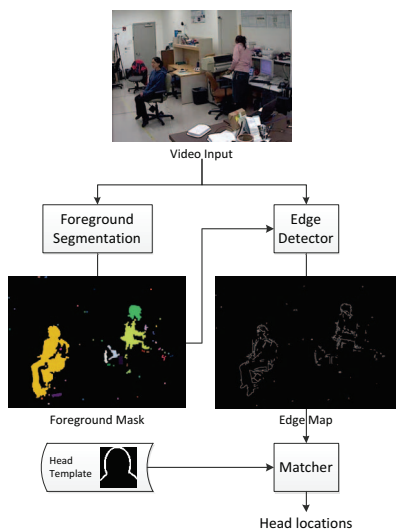 Video Input
Foreground
Segmentation
Edge
Detector
Foreground Mask
Edge Map
Head
Template
Matcher
Head locations